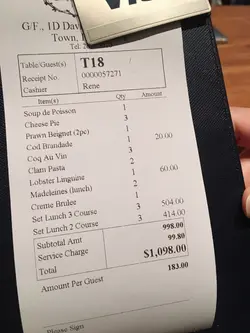 G/F., 1D Dav
Town,
Tel: 2
Table/Guest(s) T18 /
Receipt No. 0000057271
Cashier Rene
Item(s) Qty Amount
Soup de Poisson 1
Cheese Pie 3
Prawn Beignet (2pc) 1
Cod Brandade 1 20.00
Coq Au Vin 3
Clam Pasta 2
Lobster Linguine 1 60.00
Madeleines (lunch) 2
Creme Brulee 1
Set Lunch 3 Course 3 504.00
Set Lunch 2 Course 3 414.00
Subtotal Amt 998.00
Service Charge 99.80
Total $1,098.00
Amount Per Guest 183.00
Please Sign